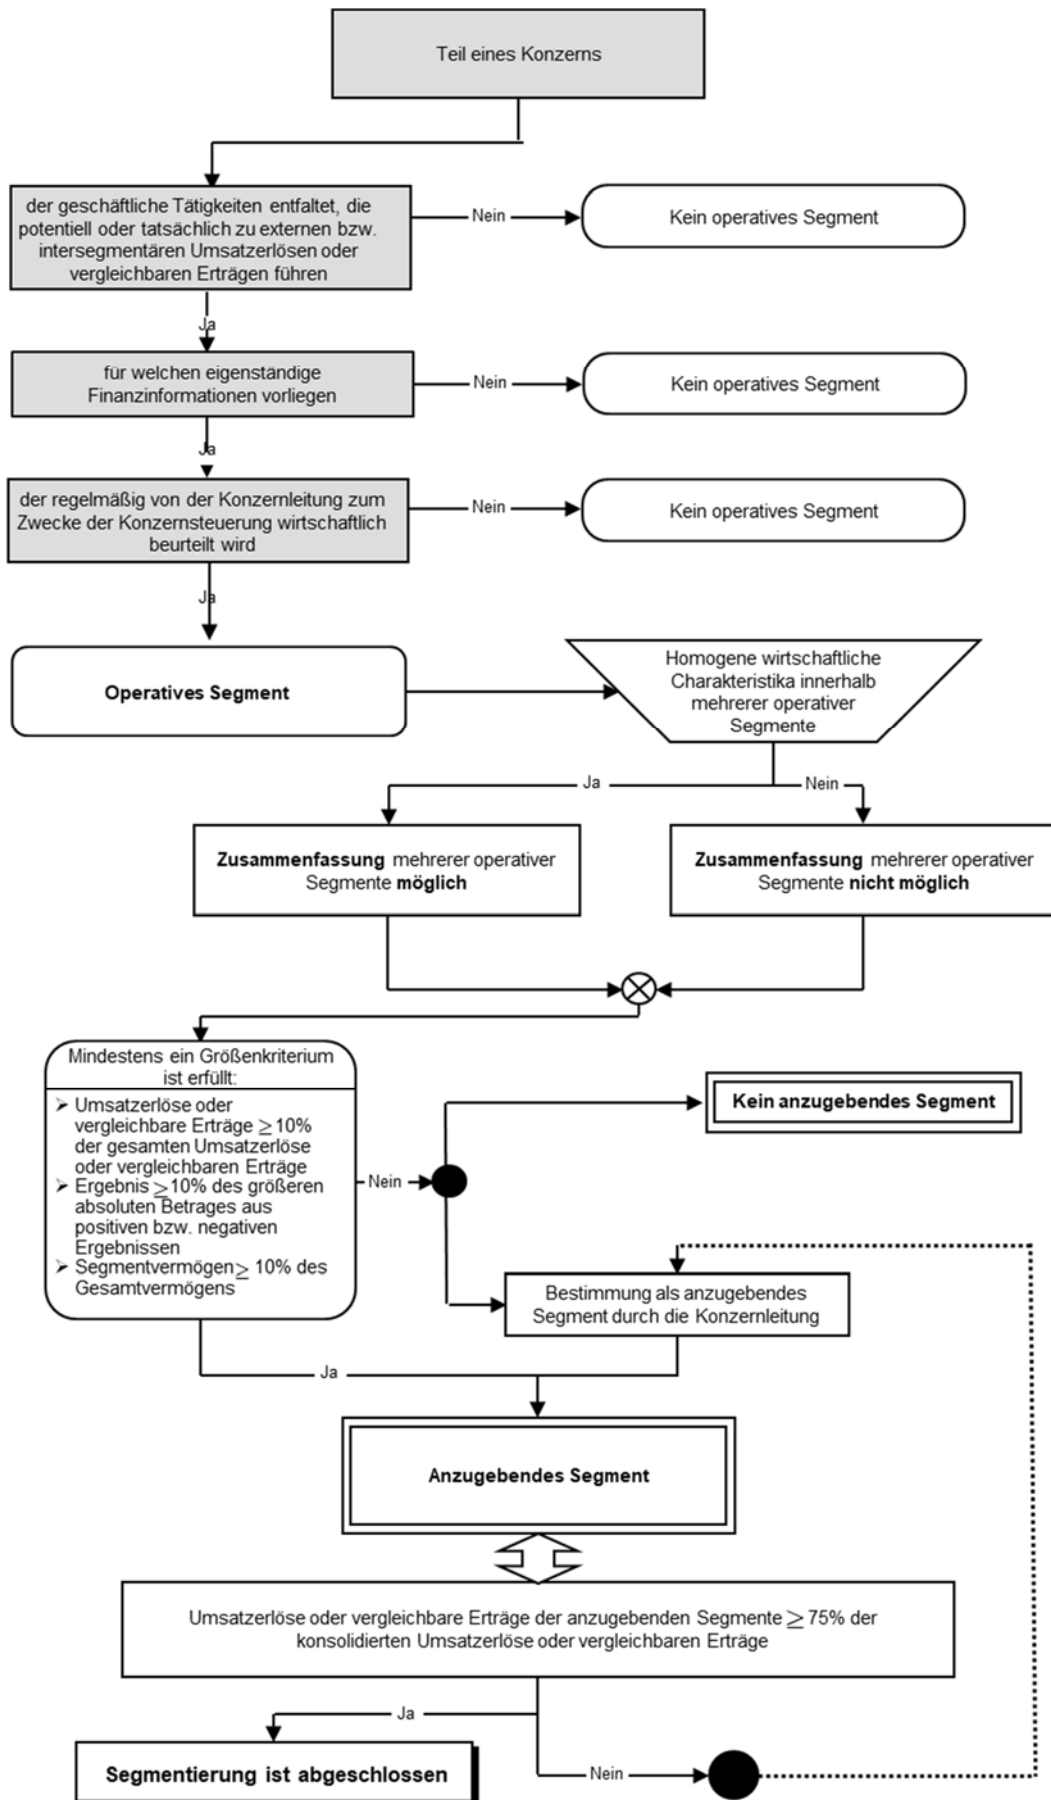 Teil eines Konzerns
der geschäftliche Tätigkeiten entfaltet, die
potentiell oder tatsächlich zu externen bzw.
intersegmentären Umsatzerlösen oder
vergleichbaren Erträgen führen
Nein
Kein operatives Segment
Ja
für welchen eigenständige
Finanzinformationen vorliegen
Nein
Kein operatives Segment
Ja
der regelmäßig von der Konzernleitung zum
Zwecke der Konzernsteuerung wirtschaftlich
beurteilt wird
Nein
Kein operatives Segment
Ja
Operatives Segment
Homogene wirtschaftliche
Charakteristika innerhalb
mehrerer operativer
Segmente
Ja
Nein
Zusammenfassung mehrerer operativer
Segmente möglich
Zusammenfassung mehrerer operativer
Segmente nicht möglich
Mindestens ein Größenkriterium
ist erfüllt:
➢ Umsatzerlöse oder
vergleichbare Erträge ≥ 10%
der gesamten Umsatzerlöse
oder vergleichbaren Erträge
➢ Ergebnis ≥ 10% des größeren
absoluten Betrages aus
positiven bzw. negativen
Ergebnissen
➢ Segmentvermögen ≥ 10% des
Gesamtvermögens
Nein
Kein anzugebendes Segment
Bestimmung als anzugebendes
Segment durch die Konzernleitung
Ja
Anzugebendes Segment
Umsatzerlöse oder vergleichbare Erträge der anzugebenden Segmente ≥ 75% der
konsolidierten Umsatzerlöse oder vergleichbaren Erträge
Ja
Segmentierung ist abgeschlossen
Nein